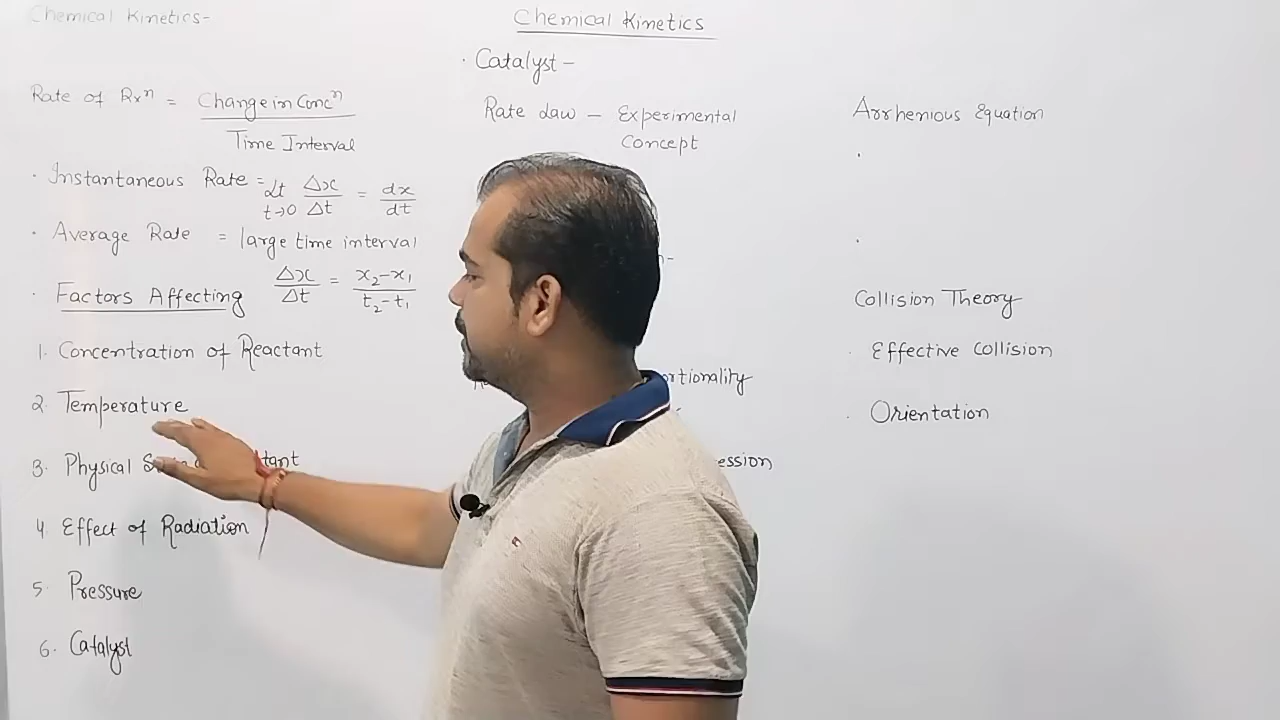 Chemical Kinetics-
Rate of Rxⁿ = Change in Concⁿ
Time Interval
· Instantaneous Rate = Lt t→0 Δx/Δt = dx/dt
· Average Rate = large time interval
Δx/Δt = x₂-x₁/t₂-t₁
· Factors Affecting
1. Concentration of Reactant
2. Temperature
3. Physical
4. Effect of Radiation
5. Pressure
6. Catalyst
Chemical Kinetics
· Catalyst -
Rate Law - Experimental
Concept
n-
ortionality
ession
Arrhenious Equation
Collision Theory
· Effective Collision
· Orientation